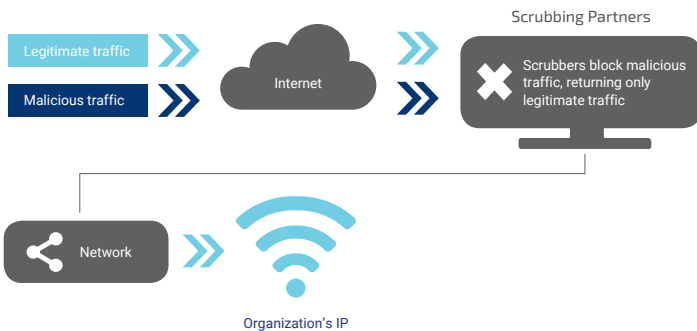 Scrubbing Partners
Legitimate traffic
Malicious traffic
Internet
Scrubbers block malicious
traffic, returning only
legitimate traffic
Network
Organization's IP